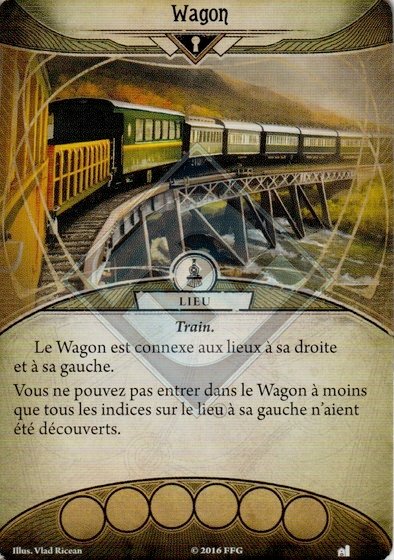 Wagon
LIEU
Train.
Le Wagon est connexe aux lieux à sa droite
et à sa gauche.
Vous ne pouvez pas entrer dans le Wagon à moins
que tous les indices sur le lieu à sa gauche n'aient
été découverts.
Illus. Vlad Ricean
© 2016 FFG